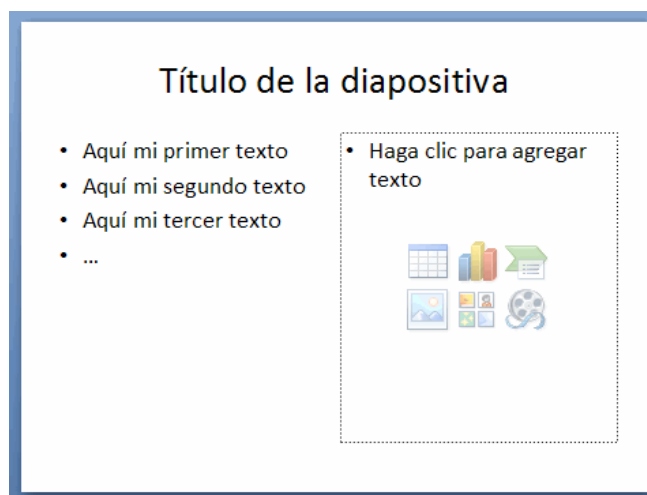 Título de la diapositiva
• Aquí mi primer texto
• Aquí mi segundo texto
• Aquí mi tercer texto
• ...
• Haga clic para agregar
texto